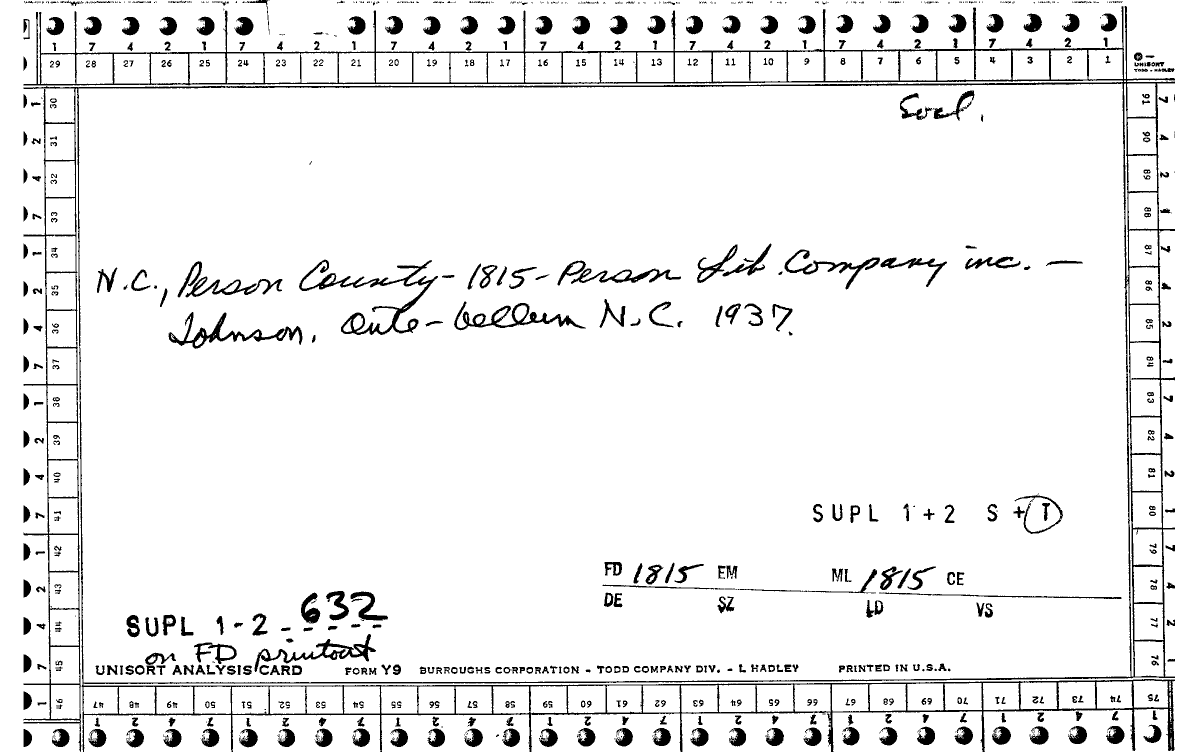 7 4 2 1 7 4 2 1 7 4 2 1 7 4 2 1 7 4 2 1 7 4 2 1 7 4 2 1
29 28 27 26 25 24 23 22 21 20 19 18 17 16 15 14 13 12 11 10 9 8 7 6 5 4 3 2 1
UNISORT
TODD - HADLEY
Socl.
N.C., Person County - 1815 - Person Lib. Company inc. -
Johnson. Ante-bellum N.C. 1937.
SUPL 1 + 2 S + T
FD 1815 EM ML 1815 CE
DE SZ LD VS
SUPL 1-2 - 632
on FD printout
UNISORT ANALYSIS CARD FORM Y9 BURROUGHS CORPORATION - TODD COMPANY DIV. - L HADLEY PRINTED IN U.S.A.
30 31 32 33 34 35 36 37 38 39 40 41 42 43 44 45 46
47 48 49 50 51 52 53 54 55 56 57 58 59 60 61 62 63 64 65 66 67 68 69 70 71 72 73 74 75
91 90 89 88 87 86 85 84 83 82 81 80 79 78 77 76